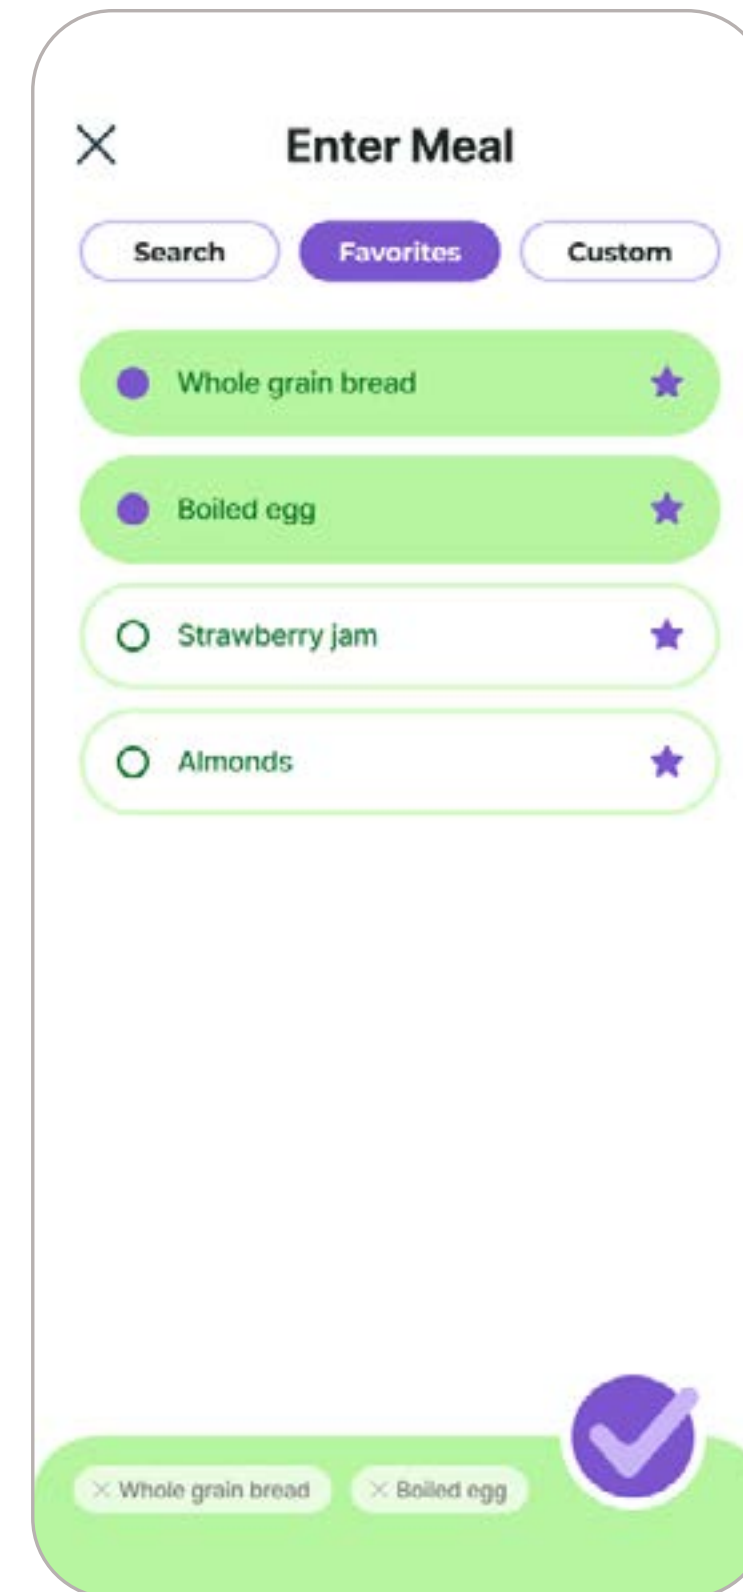 Enter Meal
Search Favorites Custom
Whole grain bread
Boiled egg
Strawberry jam
Almonds
Whole grain bread Boiled egg